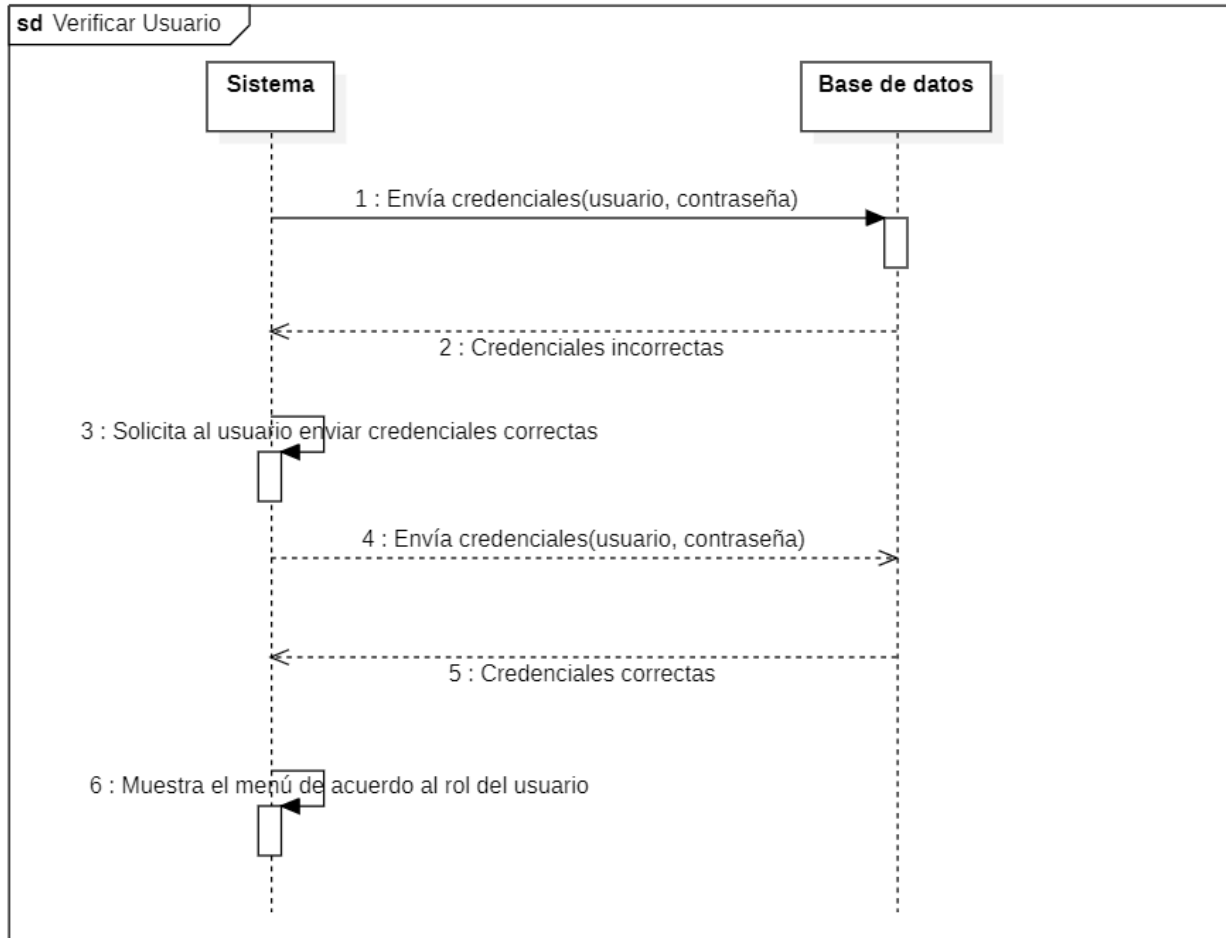 sd Verificar Usuario
Sistema
Base de datos
1 : Envía credenciales(usuario, contraseña)
2 : Credenciales incorrectas
3 : Solicita al usuario enviar credenciales correctas
4 : Envía credenciales(usuario, contraseña)
5 : Credenciales correctas
6 : Muestra el menú de acuerdo al rol del usuario